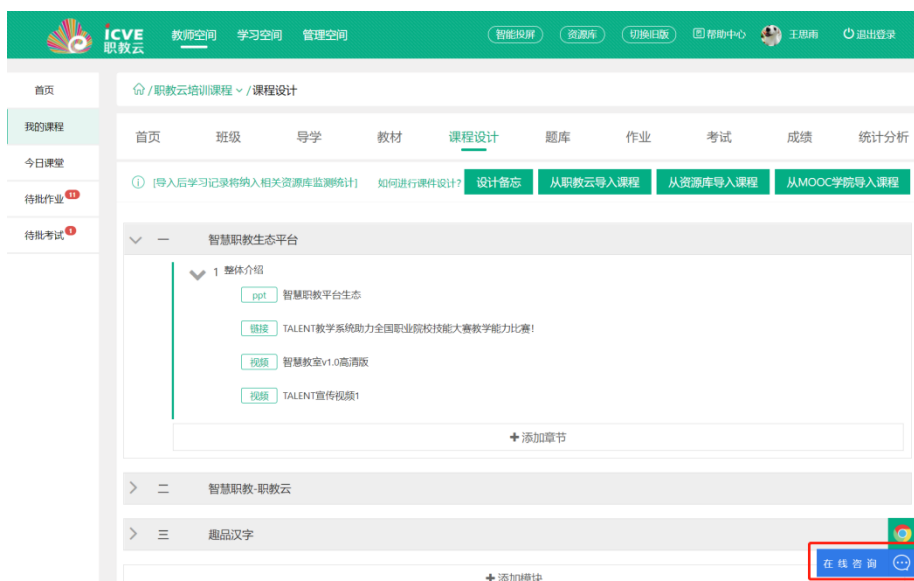 icve 教师空间 学习空间 管理空间 智能投屏 资源库 切换旧版 帮助中心 王思雨 退出登录
职教云
首页 /职教云培训课程 /课程设计
我的课程 首页 班级 导学 教材 课程设计 题库 作业 考试 成绩 统计分析
今日课堂
待批作业 11 [导入后学习记录将纳入相关资源库监测统计] 如何进行课件设计? 设计备忘 从职教云导入课程 从资源库导入课程 从MOOC学院导入课程
待批考试 1
一 智慧职教生态平台
1 整体介绍
ppt 智慧职教平台生态
链接 TALENT教学系统助力全国职业院校技能大赛教学能力比赛!
视频 智慧教室v1.0高清版
视频 TALENT宣传视频1
+添加章节
二 智慧职教-职教云
三 趣品汉字
在线咨询
+添加模块